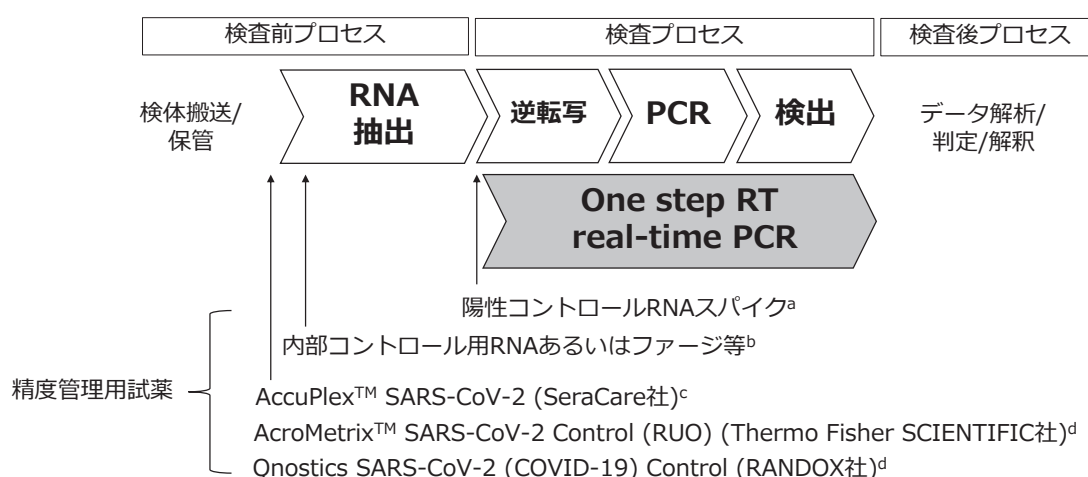 検査前プロセス
検査プロセス
検査後プロセス
検体搬送/
保管
RNA
抽出
逆転写
PCR
検出
データ解析/
判定/解釈
One step RT
real-time PCR
陽性コントロールRNAスパイクa
内部コントロール用RNAあるいはファージ等b
精度管理用試薬
AccuPlexTM SARS-CoV-2 (SeraCare社)c
AcroMetrixTM SARS-CoV-2 Control (RUO) (Thermo Fisher SCIENTIFIC社)d
Qnostics SARS-CoV-2 (COVID-19) Control (RANDOX社)d